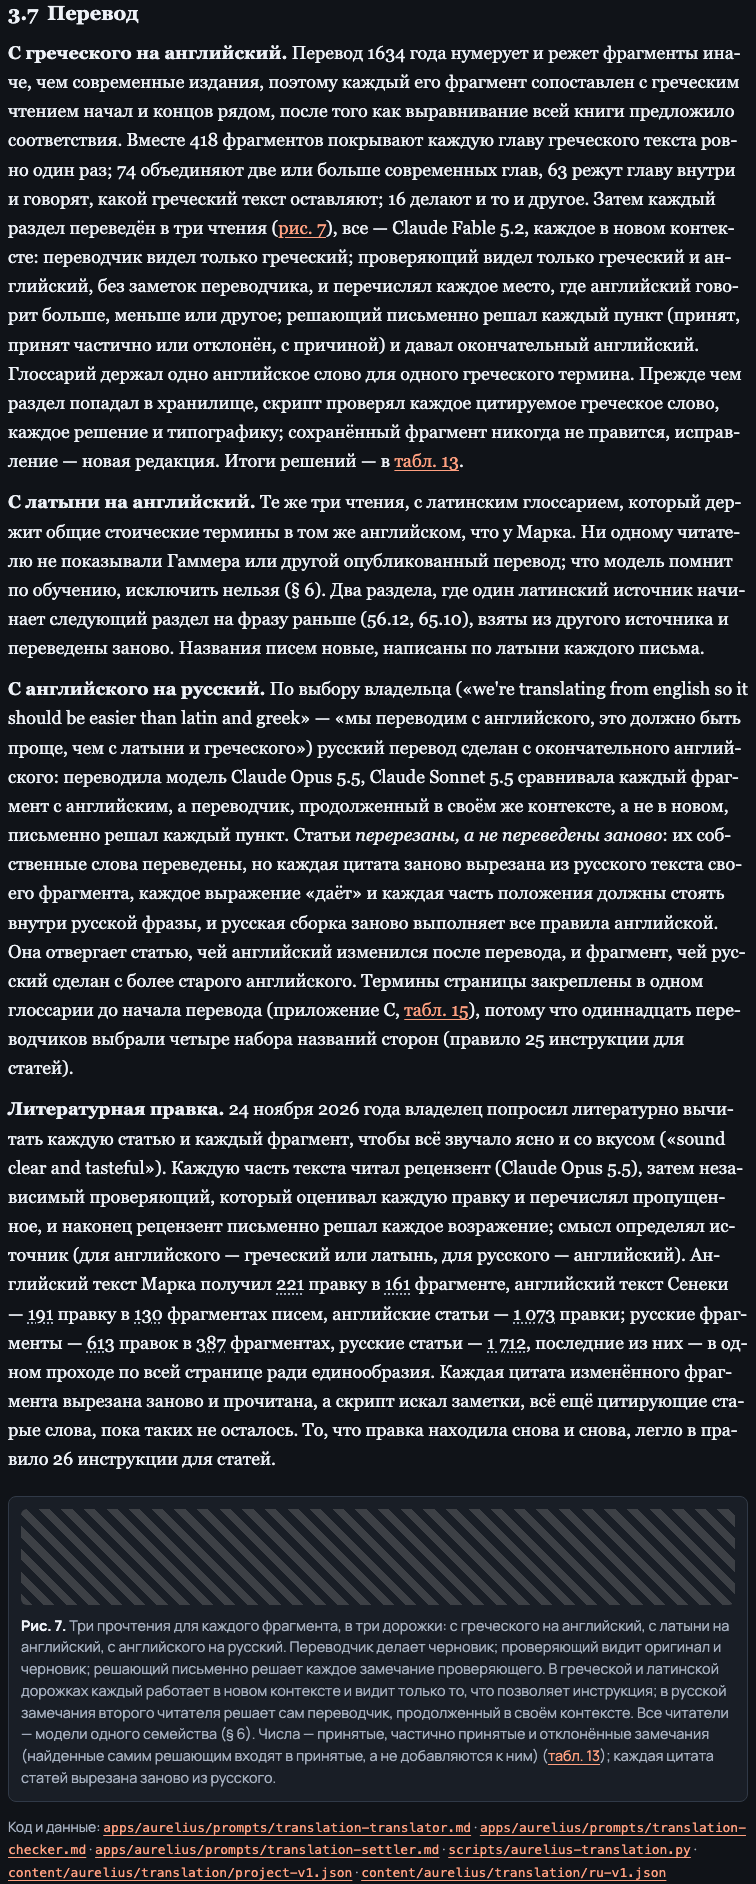 3.7 Перевод
С греческого на английский. Перевод 1634 года нумерует и режет фрагменты ина-
че, чем современные издания, поэтому каждый его фрагмент сопоставлен с греческим
чтением начал и концов рядом, после того как выравнивание всей книги предложило
соответствия. Вместе 418 фрагментов покрывают каждую главу греческого текста ров-
но один раз; 74 объединяют две или больше современных глав, 63 режут главу внутри
и говорят, какой греческий текст оставляют; 16 делают и то и другое. Затем каждый
раздел переведён в три чтения (рис. 7), все — Claude Fable 5.2, каждое в новом контек-
сте: переводчик видел только греческий; проверяющий видел только греческий и ан-
глийский, без заметок переводчика, и перечислял каждое место, где английский гово-
рит больше, меньше или другое; решающий письменно решал каждый пункт (принят,
принят частично или отклонён, с причиной) и давал окончательный английский.
Глоссарий держал одно английское слово для одного греческого термина. Прежде чем
раздел попадал в хранилище, скрипт проверял каждое цитируемое греческое слово,
каждое решение и типографику; сохранённый фрагмент никогда не правится, исправ-
ление — новая редакция. Итоги решений — в табл. 13.
С латыни на английский. Те же три чтения, с латинским глоссарием, который дер-
жит общие стоические термины в том же английском, что у Марка. Ни одному читате-
лю не показывали Гаммера или другой опубликованный перевод; что модель помнит
по обучению, исключить нельзя (§ 6). Два раздела, где один латинский источник начи-
нает следующий раздел на фразу раньше (56.12, 65.10), взяты из другого источника и
переведены заново. Названия писем новые, написаны по латыни каждого письма.
С английского на русский. По выбору владельца («we're translating from english so it
should be easier than latin and greek» — «мы переводим с английского, это должно быть
проще, чем с латыни и греческого») русский перевод сделан с окончательного англий-
ского: переводила модель Claude Opus 5.5, Claude Sonnet 5.5 сравнивала каждый фраг-
мент с английским, а переводчик, продолженный в своём же контексте, а не в новом,
письменно решал каждый пункт. Статьи перерезаны, а не переведены заново: их соб-
ственные слова переведены, но каждая цитата заново вырезана из русского текста сво-
его фрагмента, каждое выражение «даёт» и каждая часть положения должны стоять
внутри русской фразы, и русская сборка заново выполняет все правила английской.
Она отвергает статью, чей английский изменился после перевода, и фрагмент, чей рус-
ский сделан с более старого английского. Термины страницы закреплены в одном
глоссарии до начала перевода (приложение C, табл. 15), потому что одиннадцать пере-
водчиков выбрали четыре набора названий сторон (правило 25 инструкции для
статей).
Литературная правка. 24 ноября 2026 года владелец попросил литературно вычи-
тать каждую статью и каждый фрагмент, чтобы всё звучало ясно и со вкусом («sound
clear and tasteful»). Каждую часть текста читал рецензент (Claude Opus 5.5), затем неза-
висимый проверяющий, который оценивал каждую правку и перечислял пропущен-
ное, и наконец рецензент письменно решал каждое возражение; смысл определял ис-
точник (для английского — греческий или латынь, для русского — английский). Ан-
глийский текст Марка получил 221 правку в 161 фрагменте, английский текст Сенеки
— 191 правку в 130 фрагментах писем, английские статьи — 1 073 правки; русские фраг-
менты — 613 правок в 387 фрагментах, русские статьи — 1 712, последние из них — в од-
ном проходе по всей странице ради единообразия. Каждая цитата изменённого фраг-
мента вырезана заново и прочитана, а скрипт искал заметки, всё ещё цитирующие ста-
рые слова, пока таких не осталось. То, что правка находила снова и снова, легло в пра-
вило 26 инструкции для статей.
Рис. 7. Три прочтения для каждого фрагмента, в три дорожки: с греческого на английский, с латыни на
английский, с английского на русский. Переводчик делает черновик; проверяющий видит оригинал и
черновик; решающий письменно решает каждое замечание проверяющего. В греческой и латинской
дорожках каждый работает в новом контексте и видит только то, что позволяет инструкция; в русской
замечания второго читателя решает сам переводчик, продолженный в своём контексте. Все читатели
— модели одного семейства (§ 6). Числа — принятые, частично принятые и отклонённые замечания
(найденные самим решающим входят в принятые, а не добавляются к ним) (табл. 13); каждая цитата
статей вырезана заново из русского.
Код и данные: apps/aurelius/prompts/translation-translator.md · apps/aurelius/prompts/translation-
checker.md · apps/aurelius/prompts/translation-settler.md · scripts/aurelius-translation.py ·
content/aurelius/translation/project-v1.json · content/aurelius/translation/ru-v1.json